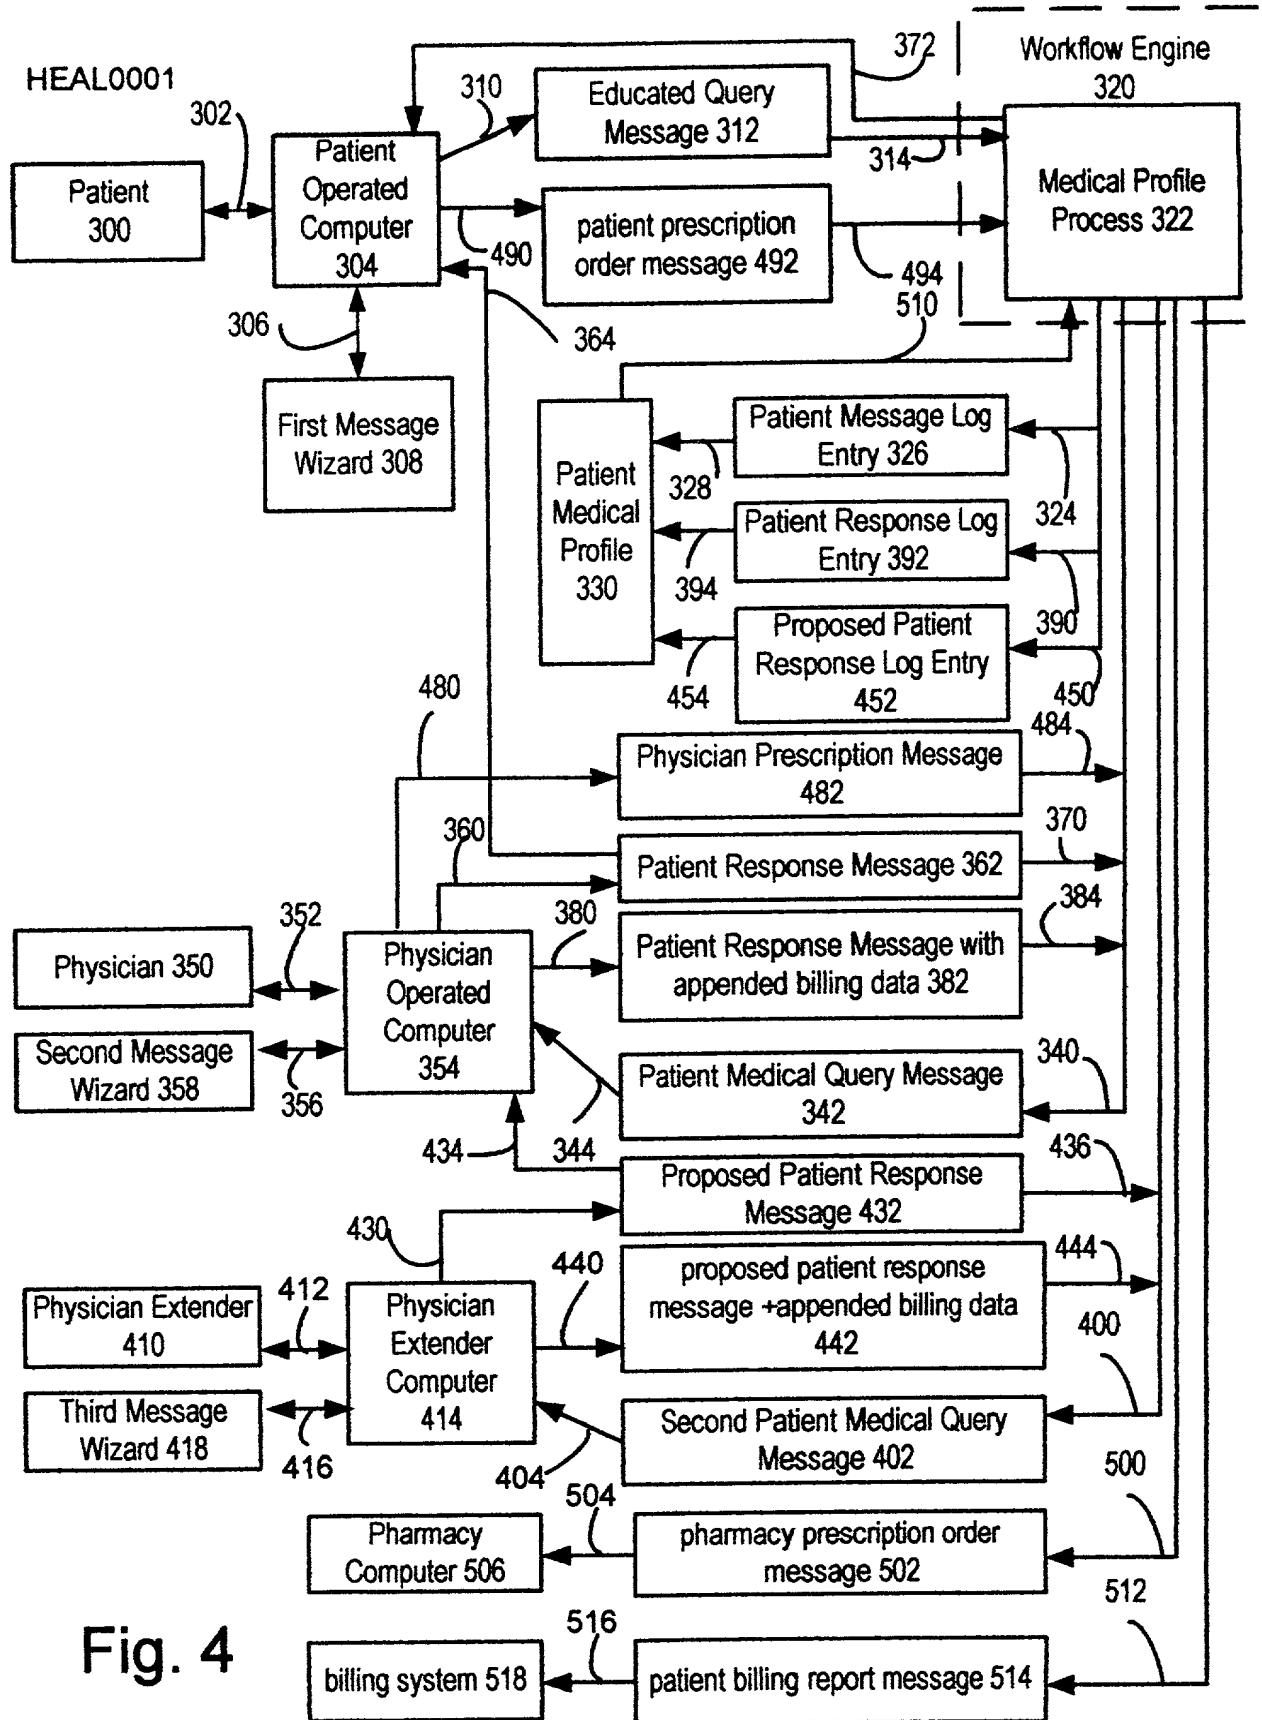 HEAL0001
372
Workflow Engine
320
302
310
Educated Query
Message 312
314
Patient
300
Patient
Operated
Computer
304
Medical Profile
Process 322
490
patient prescription
order message 492
494
510
306
364
First Message
Wizard 308
Patient
Medical
Profile
330
328
Patient Message Log
Entry 326
324
394
Patient Response Log
Entry 392
390
454
Proposed Patient
Response Log Entry
452
450
480
484
Physician Prescription Message
482
360
370
Patient Response Message 362
352
380
384
Physician 350
Physician
Operated
Computer
354
Patient Response Message with
appended billing data 382
Second Message
Wizard 358
356
340
Patient Medical Query Message
342
434
344
436
Proposed Patient Response
Message 432
430
440
444
412
Physician Extender
410
Physician
Extender
Computer
414
proposed patient response
message +appended billing data
442
400
Third Message
Wizard 418
416
404
Second Patient Medical Query
Message 402
500
504
Pharmacy
Computer 506
pharmacy prescription order
message 502
512
516
Fig. 4
billing system 518
patient billing report message 514